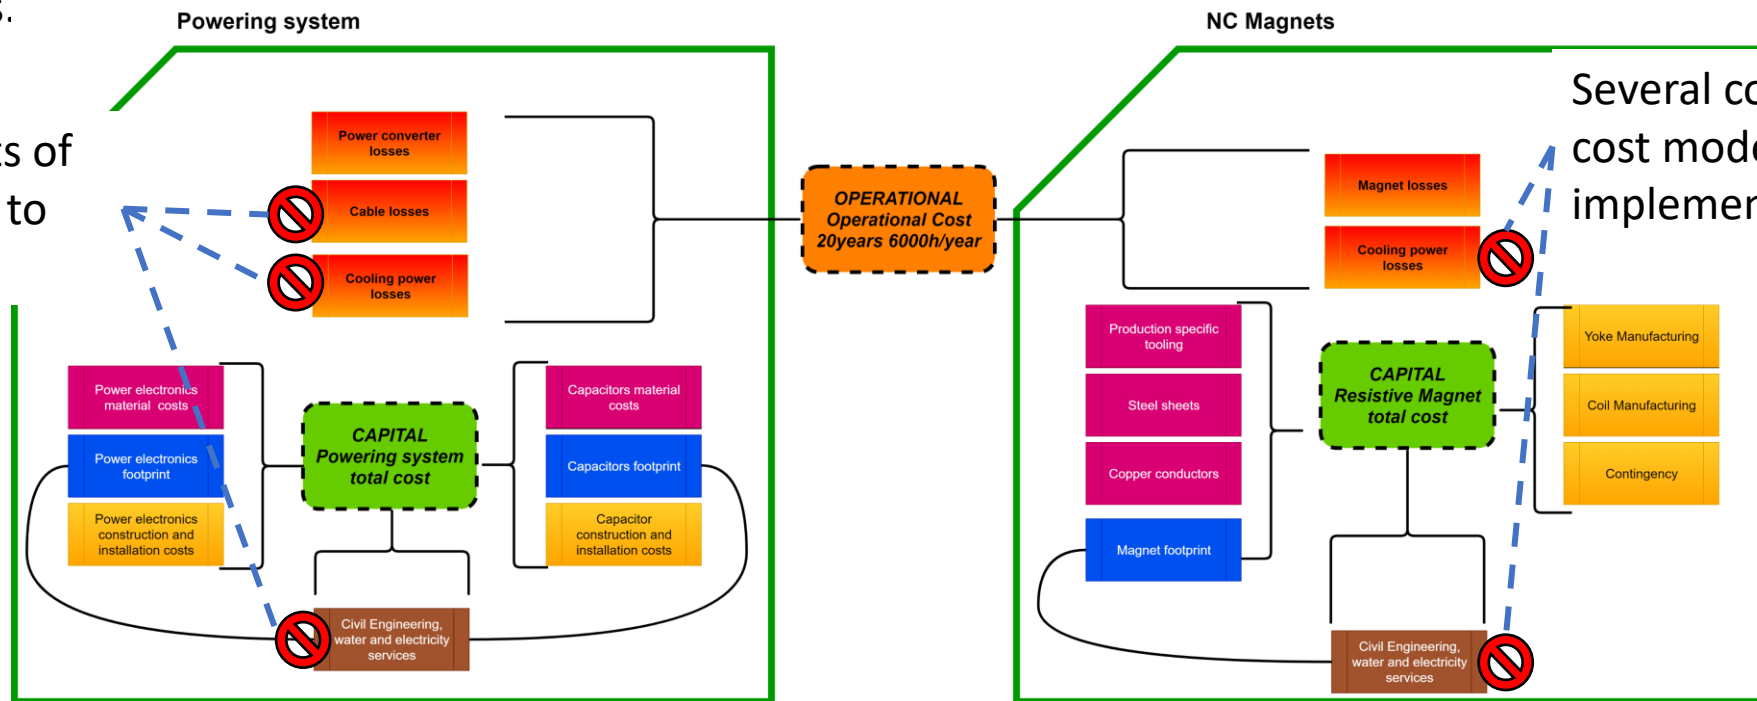 s.
Powering system
NC Magnets
Several co
cost mode
implemen
ts of
to
Power converter
losses
Cable losses
Cooling power
losses
OPERATIONAL
Operational Cost
20years 6000h/year
Magnet losses
Cooling power
losses
Power electronics
material costs
Power electronics
footprint
Power electronics
construction and
installation costs
CAPITAL
Powering system
total cost
Capacitors material
costs
Capacitors footprint
Capacitor
construction and
installation costs
Civil Engineering,
water and electricity
services
Production specific
tooling
Steel sheets
Copper conductors
Magnet footprint
CAPITAL
Resistive Magnet
total cost
Yoke Manufacturing
Coil Manufacturing
Contingency
Civil Engineering,
water and electricity
services